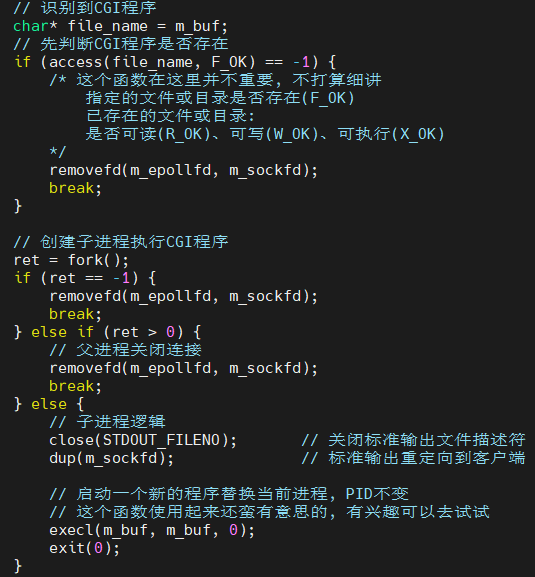 // 识别到CGI程序
char* file_name = m_buf;
// 先判断CGI程序是否存在
if (access(file_name, F_OK) == -1) {
    /* 这个函数在这里并不重要, 不打算细讲
        指定的文件或目录是否存在(F_OK)
        已存在的文件或目录:
        是否可读(R_OK)、可写(W_OK)、可执行(X_OK)
    */
    removefd(m_epollfd, m_sockfd);
    break;
}

// 创建子进程执行CGI程序
ret = fork();
if (ret == -1) {
    removefd(m_epollfd, m_sockfd);
    break;
} else if (ret > 0) {
    // 父进程关闭连接
    removefd(m_epollfd, m_sockfd);
    break;
} else {
    // 子进程逻辑
    close(STDOUT_FILENO);       // 关闭标准输出文件描述符
    dup(m_sockfd);              // 标准输出重定向到客户端

    // 启动一个新的程序替换当前进程, PID不变
    // 这个函数使用起来还蛮有意思的, 有兴趣可以去试试
    execl(m_buf, m_buf, 0);
    exit(0);
}